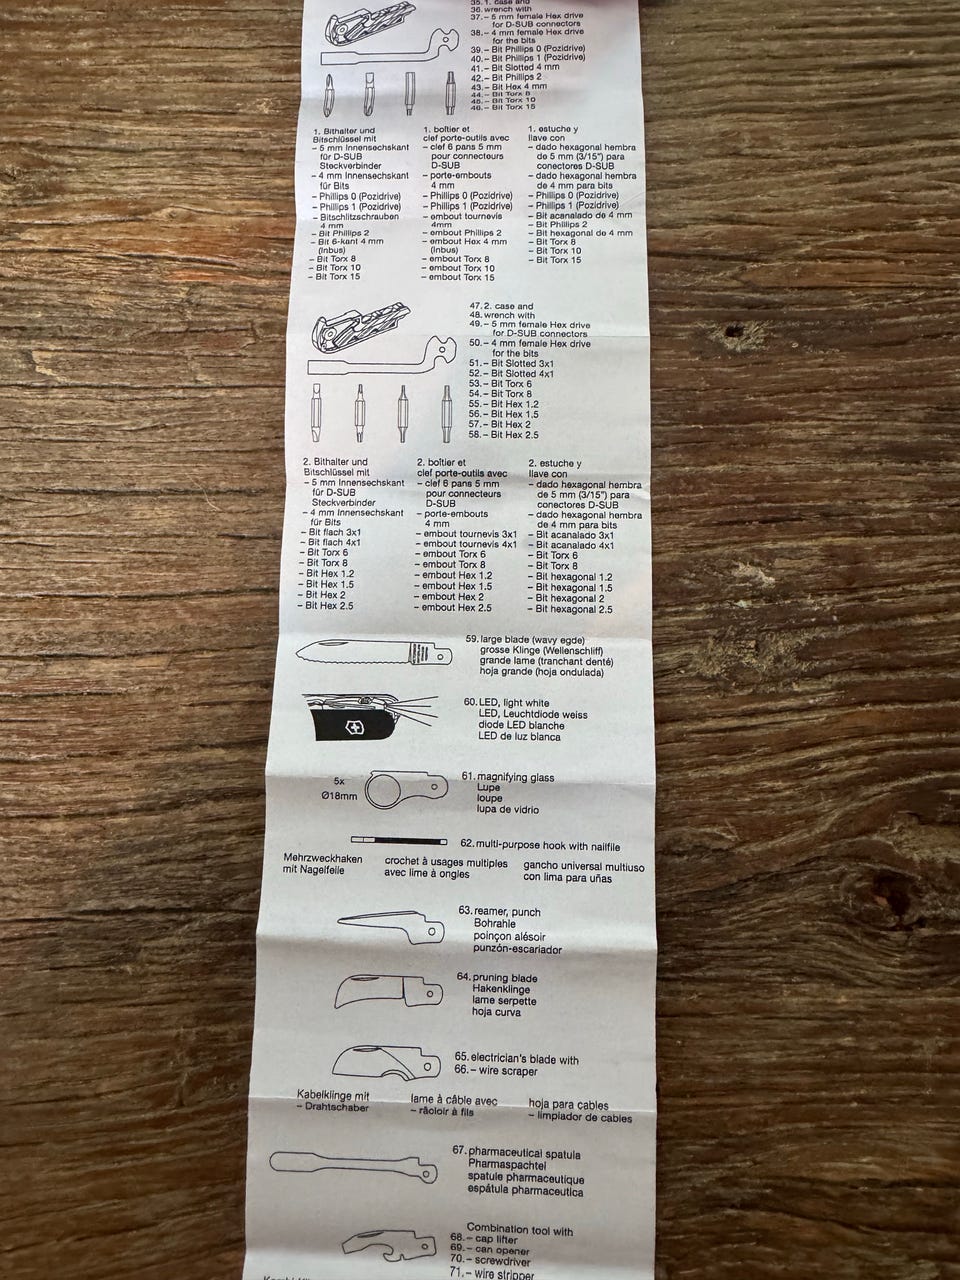 35.1. case and
36. wrench with
37.– 5 mm female Hex drive
for D-SUB connectors
38.– 4 mm female Hex drive
for the bits
39.– Bit Phillips 0 (Pozidrive)
40.– Bit Phillips 1 (Pozidrive)
41.– Bit Slotted 4 mm
42.– Bit Phillips 2
43.– Bit Hex 4 mm
44.– Bit Torx 8
45.– Bit Torx 10
46.– Bit Torx 15
1. Bithalter und
Bitschlüssel mit
– 5 mm Innensechskant
für D-SUB
Steckverbinder
– 4 mm Innensechskant
für Bits
– Phillips 0 (Pozidrive)
– Phillips 1 (Pozidrive)
– Bitschlitzschrauben
4 mm
– Bit Phillips 2
– Bit 6-kant 4 mm
(Inbus)
– Bit Torx 8
– Bit Torx 10
– Bit Torx 15
1. boîtier et
clef porte-outils avec
– clef 6 pans 5 mm
pour connecteurs
D-SUB
– porte-embouts
4 mm
– Phillips 0 (Pozidrive)
– Phillips 1 (Pozidrive)
– embout tournevis
4mm
– embout Phillips 2
– embout Hex 4 mm
(Inbus)
– embout Torx 8
– embout Torx 10
– embout Torx 15
1. estuche y
llave con
– dado hexagonal hembra
de 5 mm (3/15") para
conectores D-SUB
– dado hexagonal hembra
de 4 mm para bits
– Phillips 0 (Pozidrive)
– Phillips 1 (Pozidrive)
– Bit acanalado de 4 mm
– Bit Phillips 2
– Bit hexagonal de 4 mm
– Bit Torx 8
– Bit Torx 10
– Bit Torx 15
47.2. case and
48. wrench with
49.– 5 mm female Hex drive
for D-SUB connectors
50.– 4 mm female Hex drive
for the bits
51.– Bit Slotted 3x1
52.– Bit Slotted 4x1
53.– Bit Torx 6
54.– Bit Torx 8
55.– Bit Hex 1.2
56.– Bit Hex 1.5
57.– Bit Hex 2
58.– Bit Hex 2.5
2. Bithalter und
Bitschlüssel mit
– 5 mm Innensechskant
für D-SUB
Steckverbinder
– 4 mm Innensechskant
für Bits
– Bit flach 3x1
– Bit flach 4x1
– Bit Torx 6
– Bit Torx 8
– Bit Hex 1.2
– Bit Hex 1.5
– Bit Hex 2
– Bit Hex 2.5
2. boîtier et
clef porte-outils avec
– clef 6 pans 5 mm
pour connecteurs
D-SUB
– porte-embouts
4 mm
– embout tournevis 3x1
– embout tournevis 4x1
– embout Torx 6
– embout Torx 8
– embout Hex 1.2
– embout Hex 1.5
– embout Hex 2
– embout Hex 2.5
2. estuche y
llave con
– dado hexagonal hembra
de 5 mm (3/15") para
conectores D-SUB
– dado hexagonal hembra
de 4 mm para bits
– Bit acanalado 3x1
– Bit acanalado 4x1
– Bit Torx 6
– Bit Torx 8
– Bit hexagonal 1.2
– Bit hexagonal 1.5
– Bit hexagonal 2
– Bit hexagonal 2.5
59. large blade (wavy egde)
grosse Klinge (Wellenschliff)
grande lame (tranchant denté)
hoja grande (hoja ondulada)
60. LED, light white
LED, Leuchtdiode weiss
diode LED blanche
LED de luz blanca
5x
Ø18mm
61. magnifying glass
Lupe
loupe
lupa de vidrio
62. multi-purpose hook with nailfile
Mehrzweckhaken
mit Nagelfeile
crochet à usages multiples
avec lime à ongles
gancho universal multiuso
con lima para uñas
63. reamer, punch
Bohrahle
poinçon alésoir
punzón-escariador
64. pruning blade
Hakenklinge
lame serpette
hoja curva
65. electrician's blade with
66.– wire scraper
Kabelklinge mit
– Drahtschaber
lame à câble avec
– râoloir à fils
hoja para cables
– limpiador de cables
67. pharmaceutical spatula
Pharmaspachtel
spatule pharmaceutique
espátula pharmaceutica
Combination tool with
68.– cap lifter
69.– can opener
70.– screwdriver
71.– wire stripper